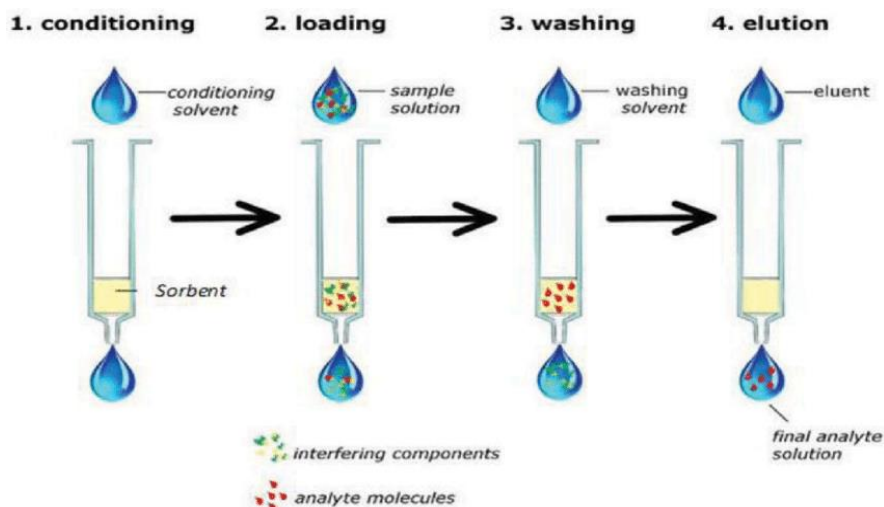 1. conditioning
2. loading
3. washing
4. elution
conditioning
solvent
sample
solution
washing
solvent
eluent
Sorbent
final analyte
solution
interfering components
analyte molecules